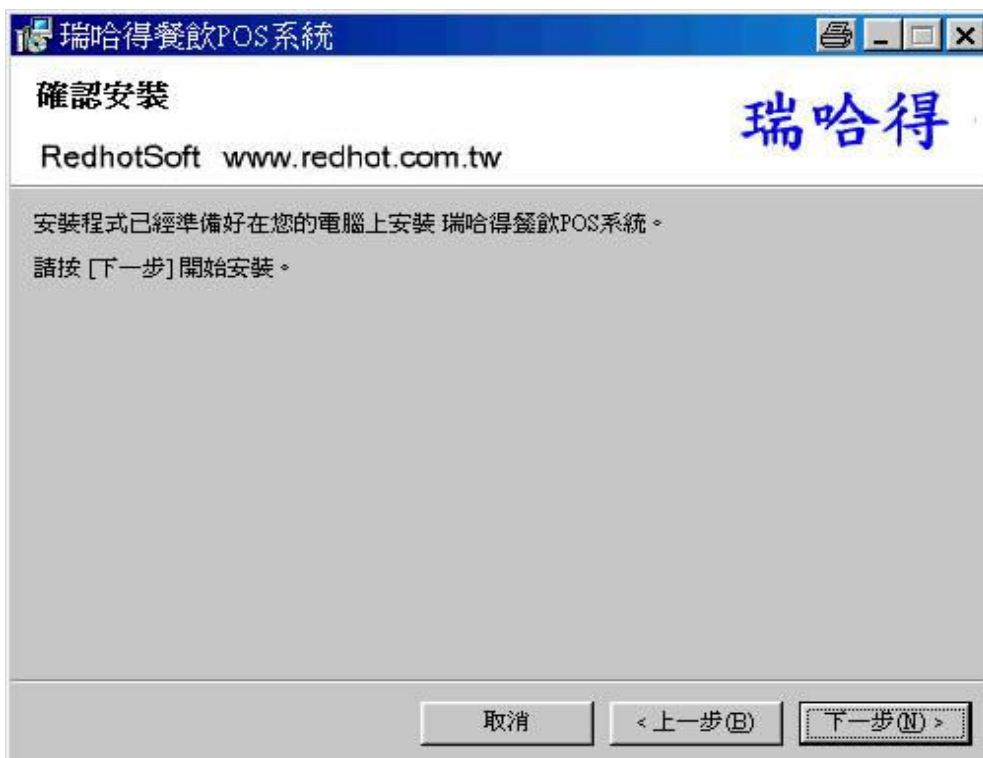 瑞哈得餐飲POS系統
確認安裝
瑞哈得
RedhotSoft www.redhot.com.tw
安裝程式已經準備好在您的電腦上安裝 瑞哈得餐飲POS系統。
請按 [下一步] 開始安裝。
取消
<上一步(B)
下一步(N)>